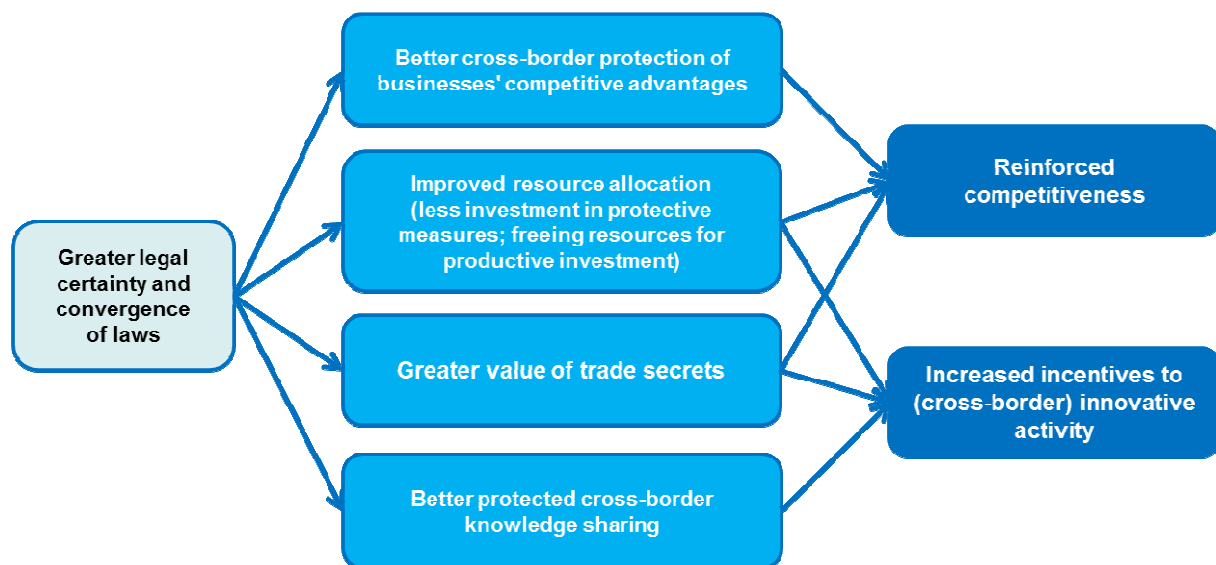 Greater legal
certainty and
convergence
of laws
Better cross-border protection of
businesses' competitive advantages
Improved resource allocation
(less investment in protective
measures; freeing resources for
productive investment)
Greater value of trade secrets
Better protected cross-border
knowledge sharing
Reinforced
competitiveness
Increased incentives to
(cross-border) innovative
activity